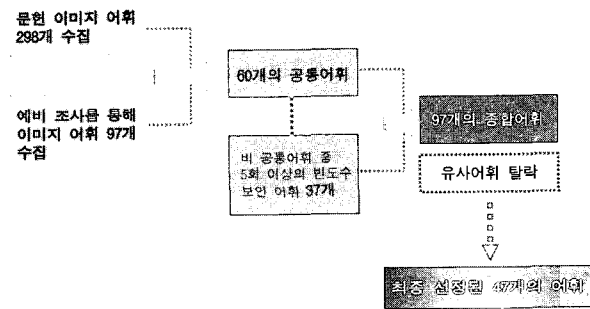 문헌 이미지 어휘
298개 수집
예비 조사를 통해
이미지 어휘 97개
수집
60개의 공통어휘
비 공통어휘 중
5회 이상의 빈도수
보인 어휘 37개
97개의 종합어휘
유사어휘 탈락
최종 선정된 47개의 어휘